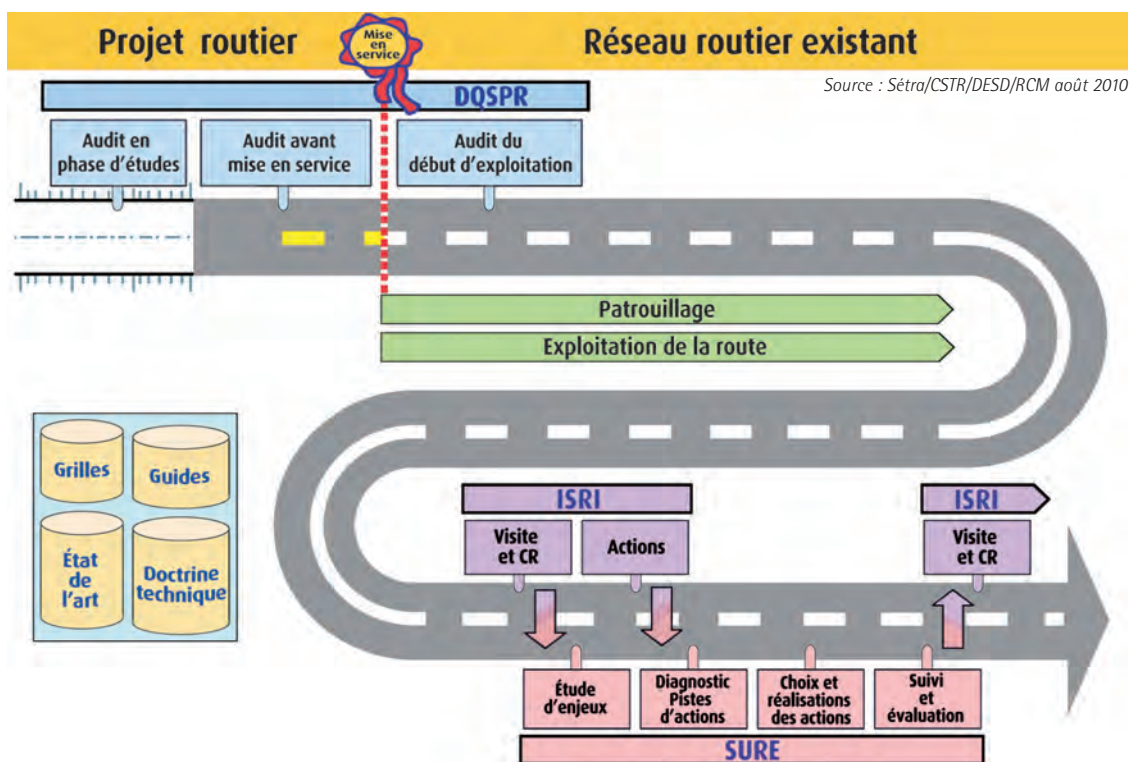 Projet routier
Mise
en
service
Réseau routier existant
Source : Sétra/CSTR/DESD/RCM août 2010
DQSPR
Audit en
phase d'études
Audit avant
mise en service
Audit du
début d'exploitation
Patrouillage
Exploitation de la route
Grilles
Guides
État
de
l'art
Doctrine
technique
ISRI
Visite
et CR
Actions
ISRI
Visite
et CR
Étude
d'enjeux
Diagnostic
Pistes
d'actions
Choix et
réalisations
des actions
Suivi
et
évaluation
SURE